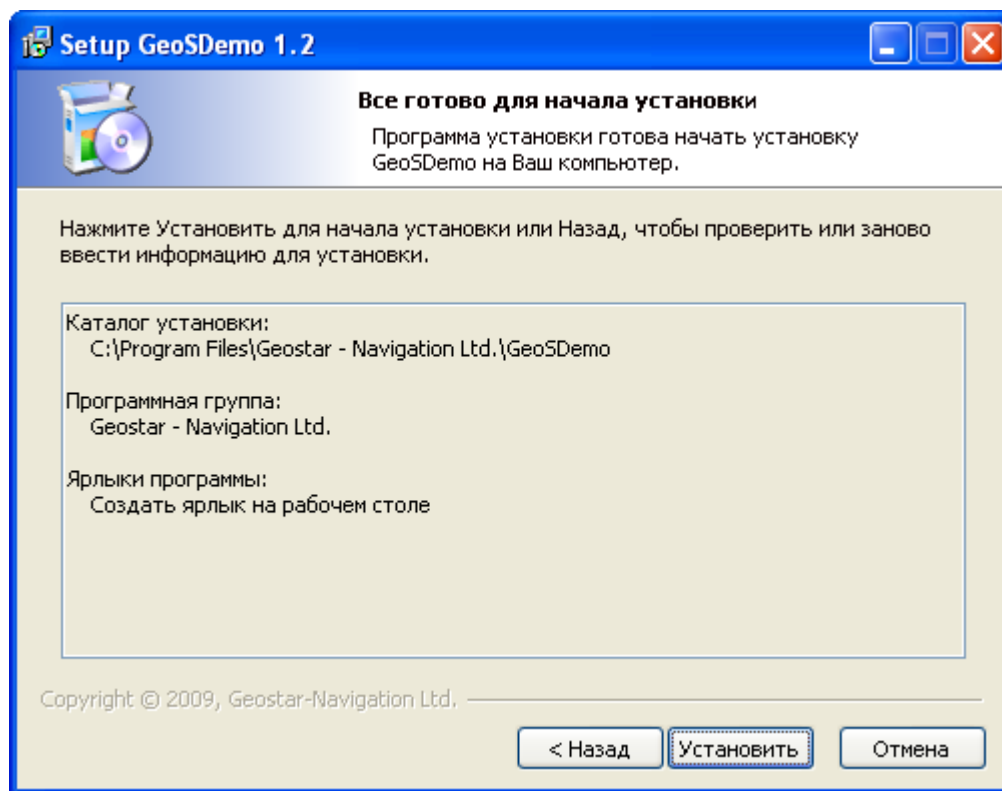 Setup GeoSDemo 1.2
Все готово для начала установки
Программа установки готова начать установку
GeoSDemo на Ваш компьютер.
Нажмите Установить для начала установки или Назад, чтобы проверить или заново
ввести информацию для установки.
Каталог установки:
C:\Program Files\Geostar - Navigation Ltd.\GeoSDemo
Программная группа:
Geostar - Navigation Ltd.
Ярлыки программы:
Создать ярлык на рабочем столе
Copyright © 2009, Geostar-Navigation Ltd.
< Назад
Установить
Отмена